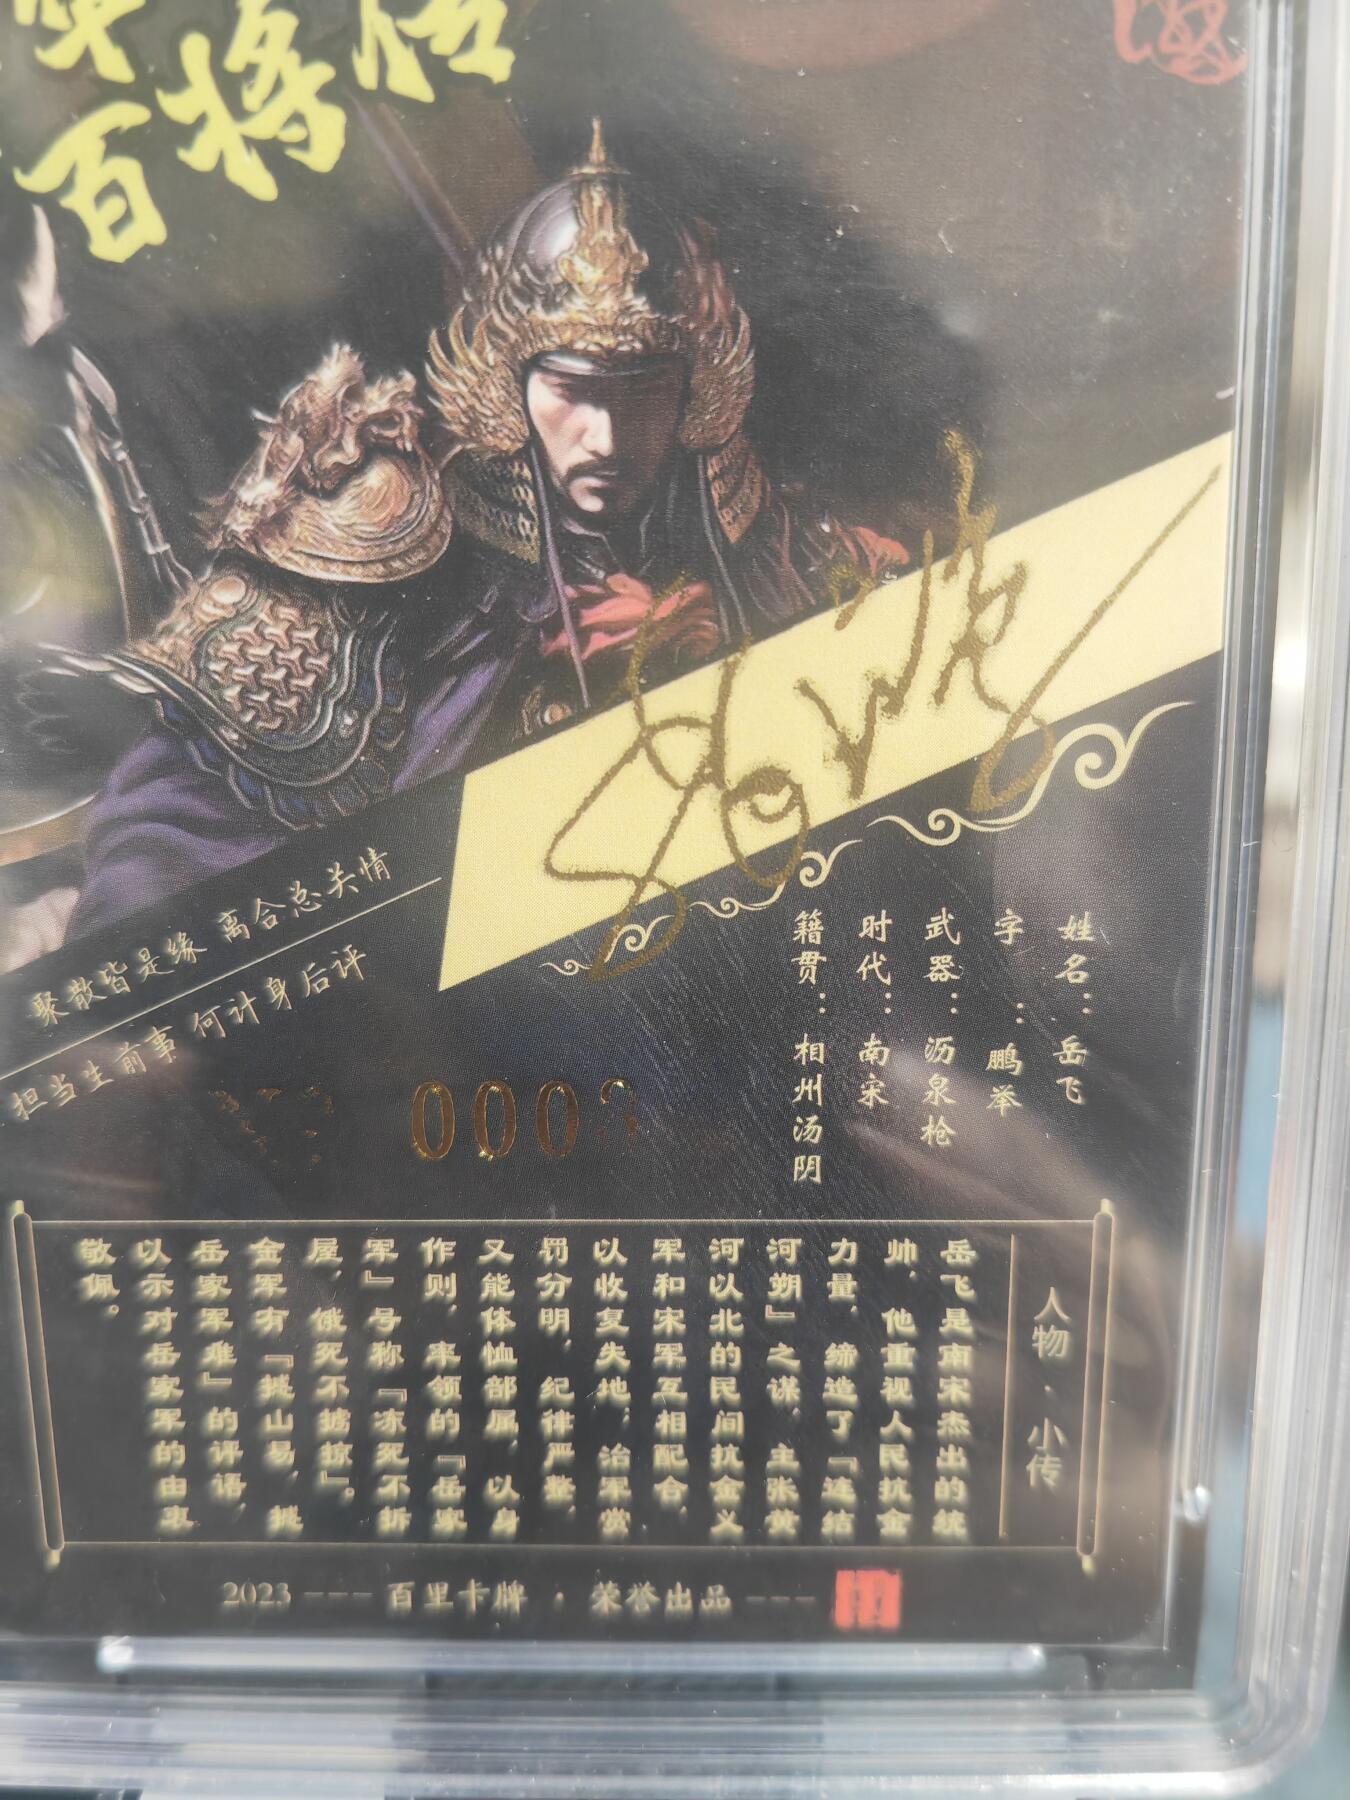 百将
聚散皆是缘 离合总关情
担当生前事 何计身后评
姓名：岳飞
字：鹏举
武器：沥泉枪
时代：南宋
籍贯：相州汤阴
0003
人物·小传
岳飞是南宋杰出的统
帅，他重视人民抗金
力量，缔造了『连结
河朔』之谋，主张黄
河以北的民间抗金义
军和宋军互相配合，
以收复失地；治军赏
罚分明，纪律严整，
又能体恤部属，以身
作则，率领的『岳家
军』号称『冻死不拆
屋，饿死不掳掠』。
金军有『撼山易，撼
岳家军难』的评语，
以示对岳家军的由衷
敬佩。
2023 --- 百里卡牌 · 荣誉出品 ---